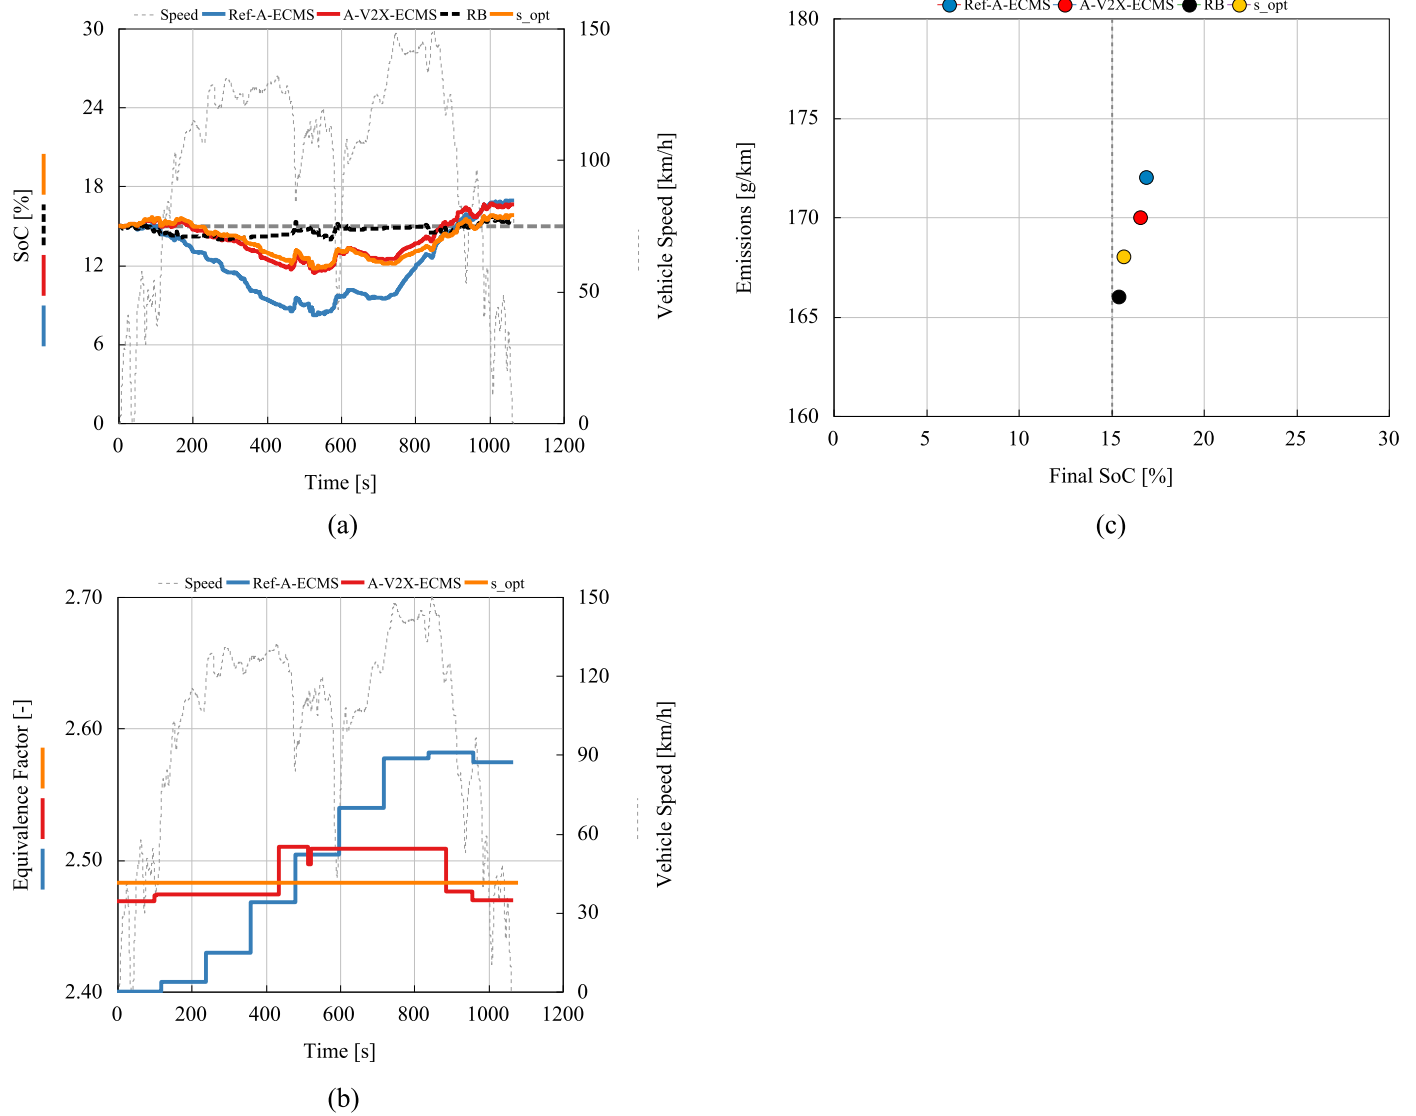 Speed Ref-A-ECMS A-V2X-ECMS RB s_opt
30
24
18
12
6
0
SoC [%]
150
100
50
0
Vehicle Speed [km/h]
0 200 400 600 800 1000 1200
Time [s]
(a)
Ref-A-ECMS A-V2X-ECMS RB s_opt
180
175
170
165
160
Emissions [g/km]
0 5 10 15 20 25 30
Final SoC [%]
(c)
Speed Ref-A-ECMS A-V2X-ECMS s_opt
2.70
2.60
2.50
2.40
Equivalence Factor [-]
150
120
90
60
30
0
Vehicle Speed [km/h]
0 200 400 600 800 1000 1200
Time [s]
(b)